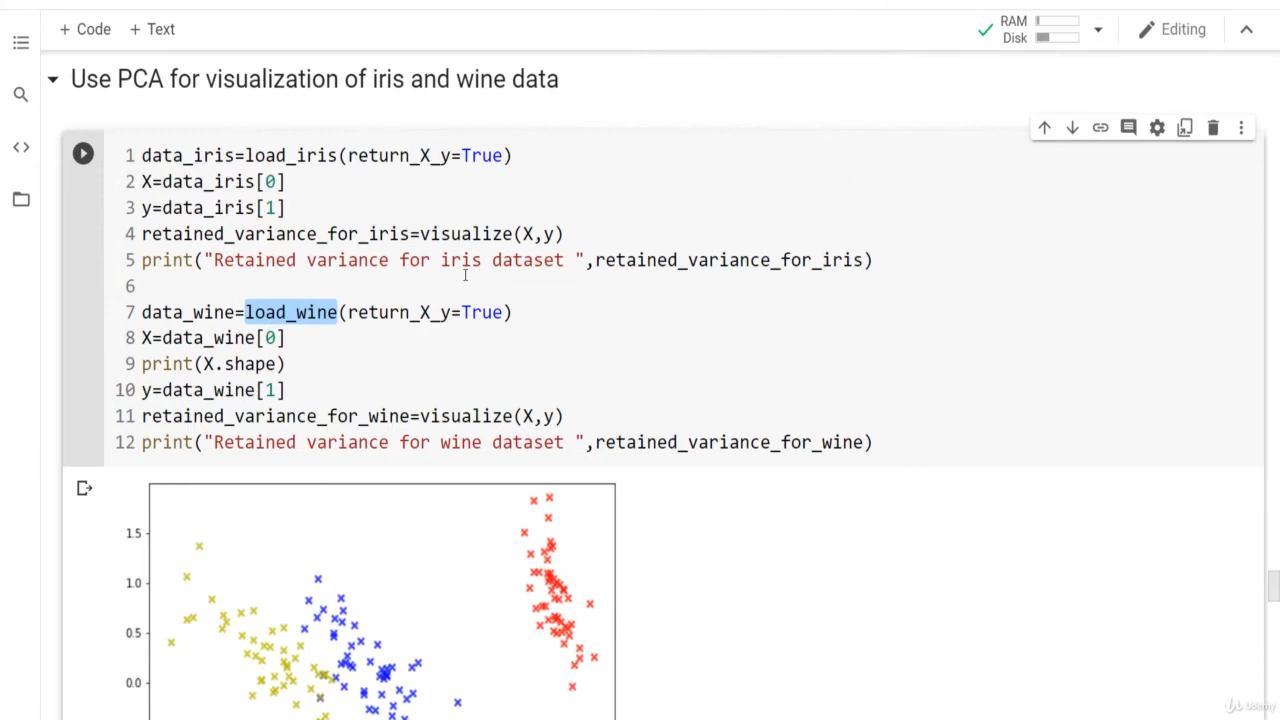 + Code + Text
RAM
Disk
Editing
Use PCA for visualization of iris and wine data
1 data_iris=load_iris(return_X_y=True)
2 X=data_iris[0]
3 y=data_iris[1]
4 retained_variance_for_iris=visualize(X,y)
5 print("Retained variance for iris dataset ",retained_variance_for_iris)
6
7 data_wine=load_wine(return_X_y=True)
8 X=data_wine[0]
9 print(X.shape)
10 y=data_wine[1]
11 retained_variance_for_wine=visualize(X,y)
12 print("Retained variance for wine dataset ",retained_variance_for_wine)
1.5
1.0
0.5
0.0
Udemy